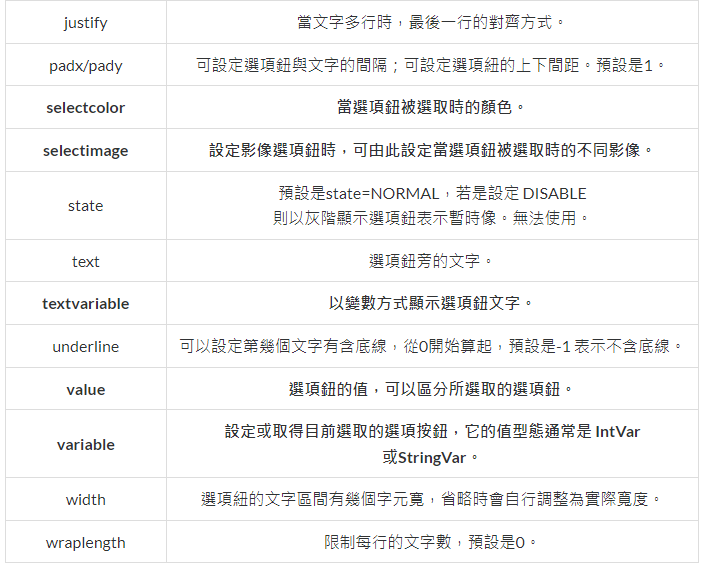 justify 當文字多行時，最後一行的對齊方式。
padx/pady 可設定選項鈕與文字的間隔；可設定選項紐的上下間距。預設是1。
selectcolor 當選項鈕被選取時的顏色。
selectimage 設定影像選項鈕時，可由此設定當選項鈕被選取時的不同影像。
state 預設是state=NORMAL，若是設定 DISABLE
則以灰階顯示選項鈕表示暫時像。無法使用。
text 選項鈕旁的文字。
textvariable 以變數方式顯示選項鈕文字。
underline 可以設定第幾個文字有含底線，從0開始算起，預設是-1 表示不含底線。
value 選項鈕的值，可以區分所選取的選項鈕。
variable 設定或取得目前選取的選項按鈕，它的值型態通常是 IntVar
或StringVar。
width 選項紐的文字區間有幾個字元寬，省略時會自行調整為實際寬度。
wraplength 限制每行的文字數，預設是0。